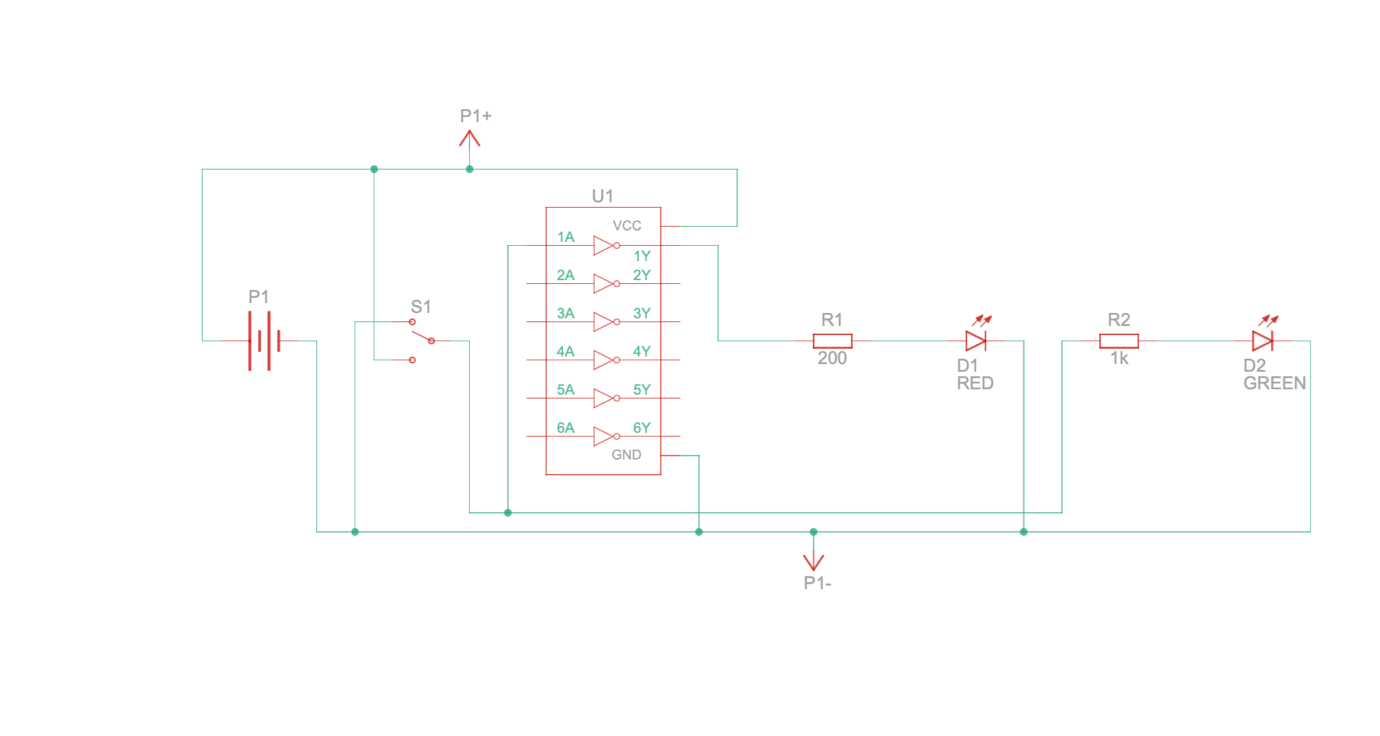 P1+
U1
VCC
1A
1Y
2A 2Y
P1
S1
3A 3Y
R1
R2
4A 4Y
200
1k
D1
RED
D2
GREEN
5A 5Y
6A 6Y
GND
P1-